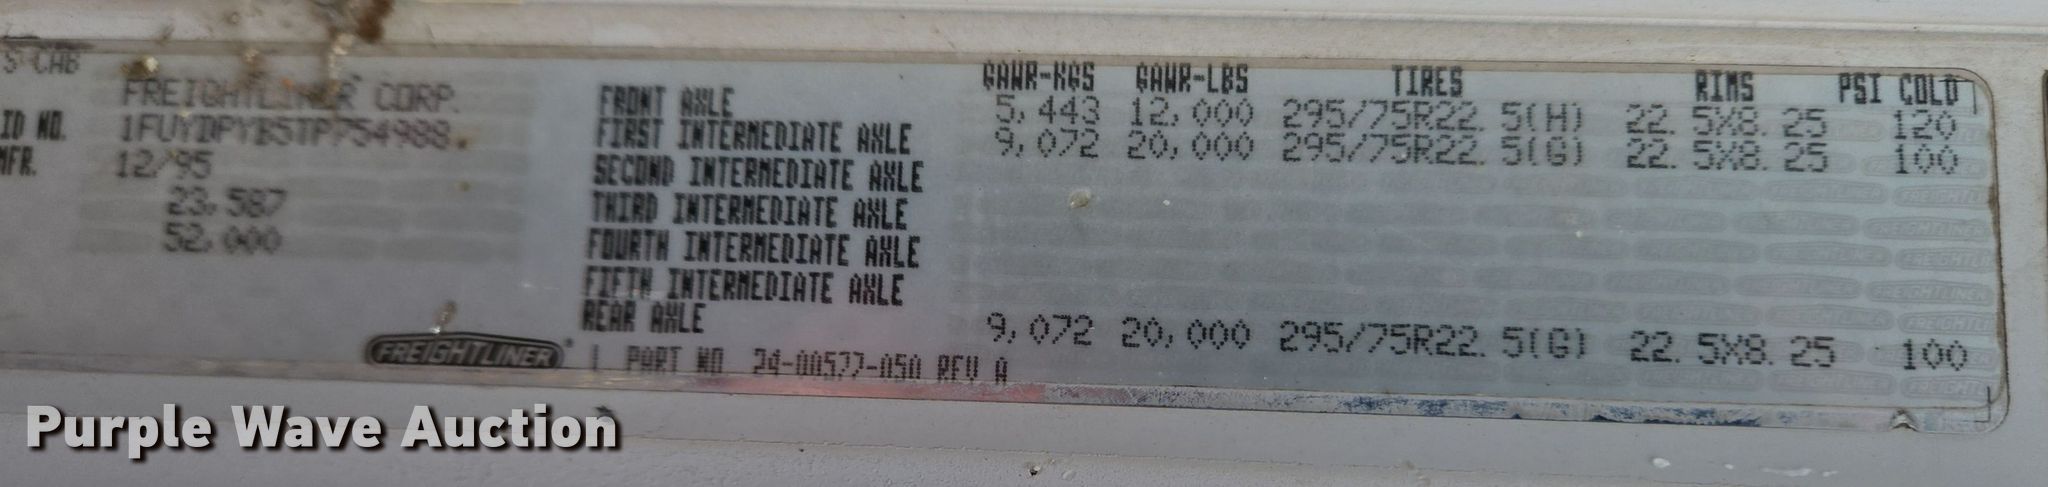 S CAB
FREIGHTLINER CORP.
ID NO. 1FUYDPYB5TP754988.
MFR. 12/95
23,587
52,000
FREIGHTLINER
GAWR-KGS GAWR-LBS TIRES RIMS PSI COLD
FRONT AXLE 5,443 12,000 295/75R22.5(H) 22.5X8.25 120
FIRST INTERMEDIATE AXLE 9,072 20,000 295/75R22.5(G) 22.5X8.25 100
SECOND INTERMEDIATE AXLE
THIRD INTERMEDIATE AXLE
FOURTH INTERMEDIATE AXLE
FIFTH INTERMEDIATE AXLE
REAR AXLE 9,072 20,000 295/75R22.5(G) 22.5X8.25 100
PART NO. 24-00577-050 REV A
Purple Wave Auction